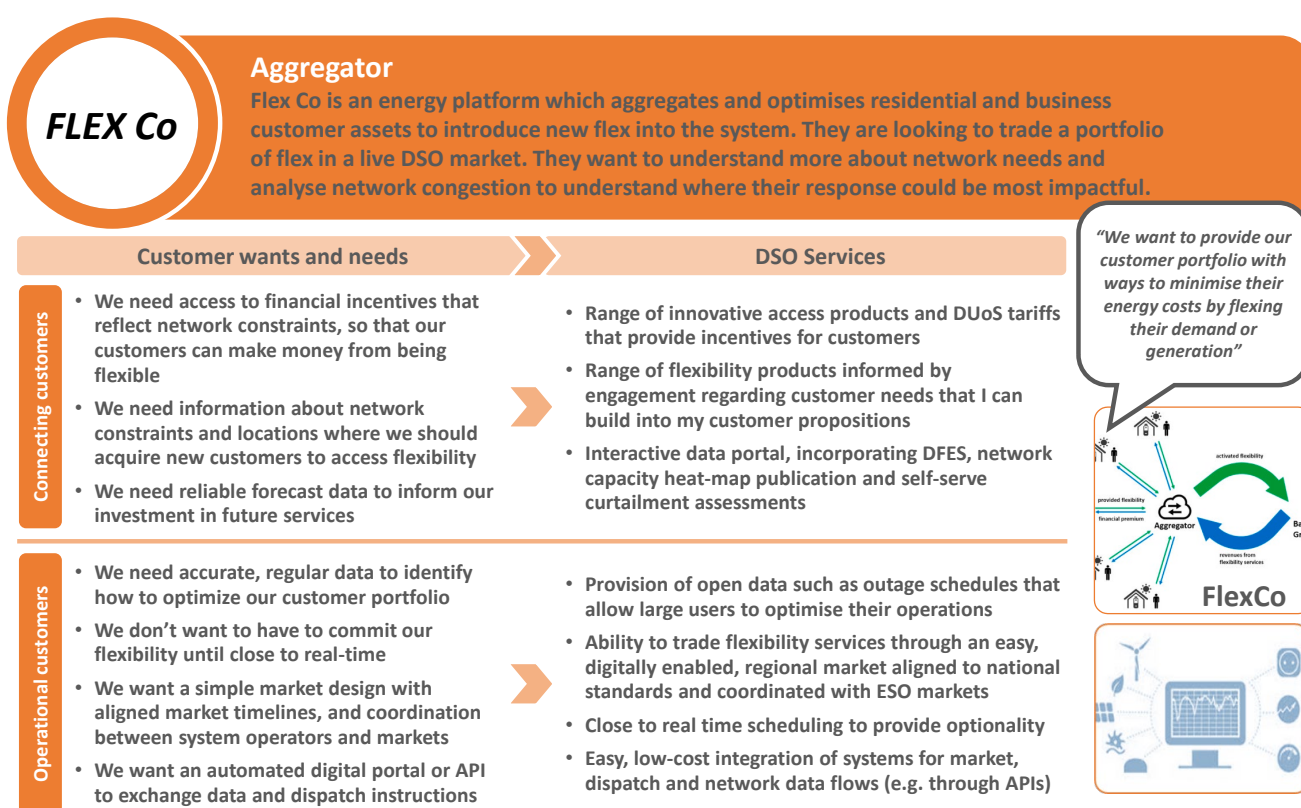 FLEX Co
Aggregator
Flex Co is an energy platform which aggregates and optimises residential and business
customer assets to introduce new flex into the system. They are looking to trade a portfolio
of flex in a live DSO market. They want to understand more about network needs and
analyse network congestion to understand where their response could be most impactful.
Customer wants and needs
DSO Services
"We want to provide our
customer portfolio with
ways to minimise their
energy costs by flexing
their demand or
generation"
Connecting customers
• We need access to financial incentives that
reflect network constraints, so that our
customers can make money from being
flexible
• We need information about network
constraints and locations where we should
acquire new customers to access flexibility
• We need reliable forecast data to inform our
investment in future services
• Range of innovative access products and DUoS tariffs
that provide incentives for customers
• Range of flexibility products informed by
engagement regarding customer needs that I can
build into my customer propositions
• Interactive data portal, incorporating DFES, network
capacity heat-map publication and self-serve
curtailment assessments
activated flexibility
provided flexibility
financial premium
Aggregator
revenues from
flexibility services
FlexCo
Operational customers
• We need accurate, regular data to identify
how to optimize our customer portfolio
• We don't want to have to commit our
flexibility until close to real-time
• We want a simple market design with
aligned market timelines, and coordination
between system operators and markets
• We want an automated digital portal or API
to exchange data and dispatch instructions
• Provision of open data such as outage schedules that
allow large users to optimise their operations
• Ability to trade flexibility services through an easy,
digitally enabled, regional market aligned to national
standards and coordinated with ESO markets
• Close to real time scheduling to provide optionality
• Easy, low-cost integration of systems for market,
dispatch and network data flows (e.g. through APIs)